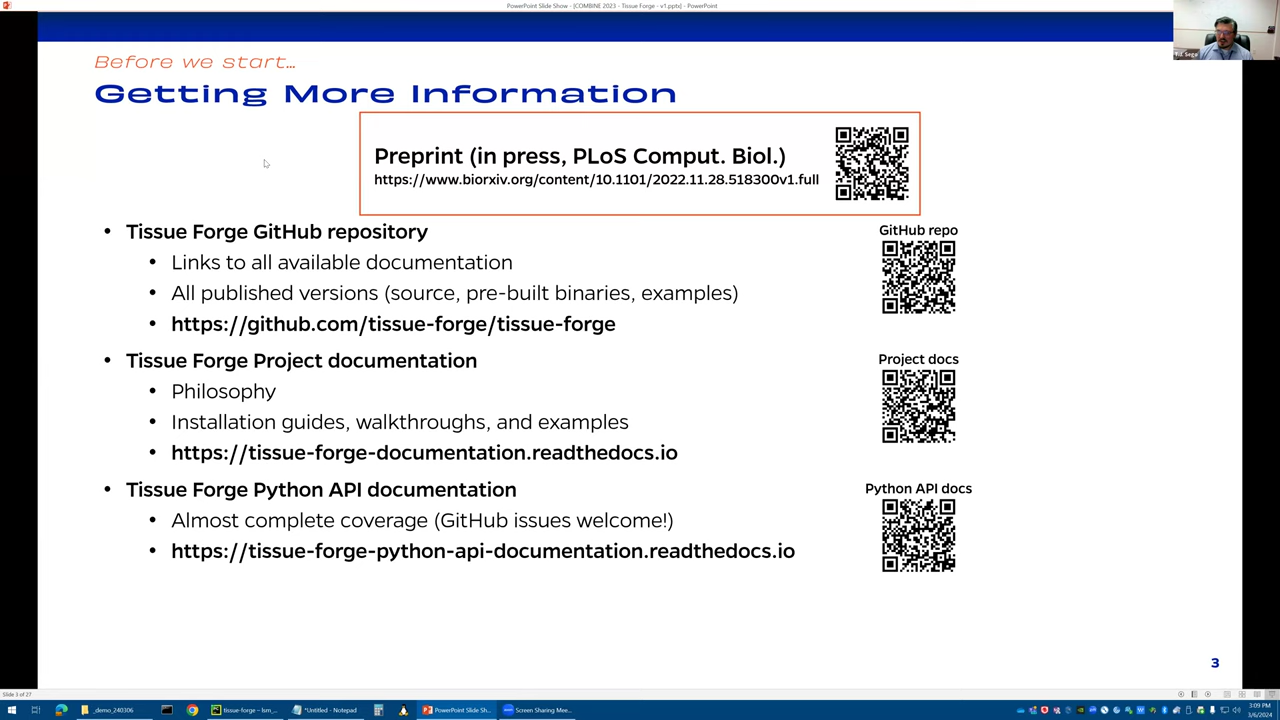 PowerPoint Slide Show - [COMBINE 2023 - Tissue Forge - v1.pptx] - PowerPoint
T.J. Sego
Before we start...
Getting More Information
Preprint (in press, PLoS Comput. Biol.)
https://www.biorxiv.org/content/10.1101/2022.11.28.518300v1.full
• Tissue Forge GitHub repository
• Links to all available documentation
• All published versions (source, pre-built binaries, examples)
• https://github.com/tissue-forge/tissue-forge
GitHub repo
• Tissue Forge Project documentation
• Philosophy
• Installation guides, walkthroughs, and examples
• https://tissue-forge-documentation.readthedocs.io
Project docs
• Tissue Forge Python API documentation
• Almost complete coverage (GitHub issues welcome!)
• https://tissue-forge-python-api-documentation.readthedocs.io
Python API docs
3
Slide 3 of 27
_demo_240306
tissue-forge – lsm_...
*Untitled - Notepad
PowerPoint Slide Sh...
Screen Sharing Mee...
3:09 PM
3/6/2024